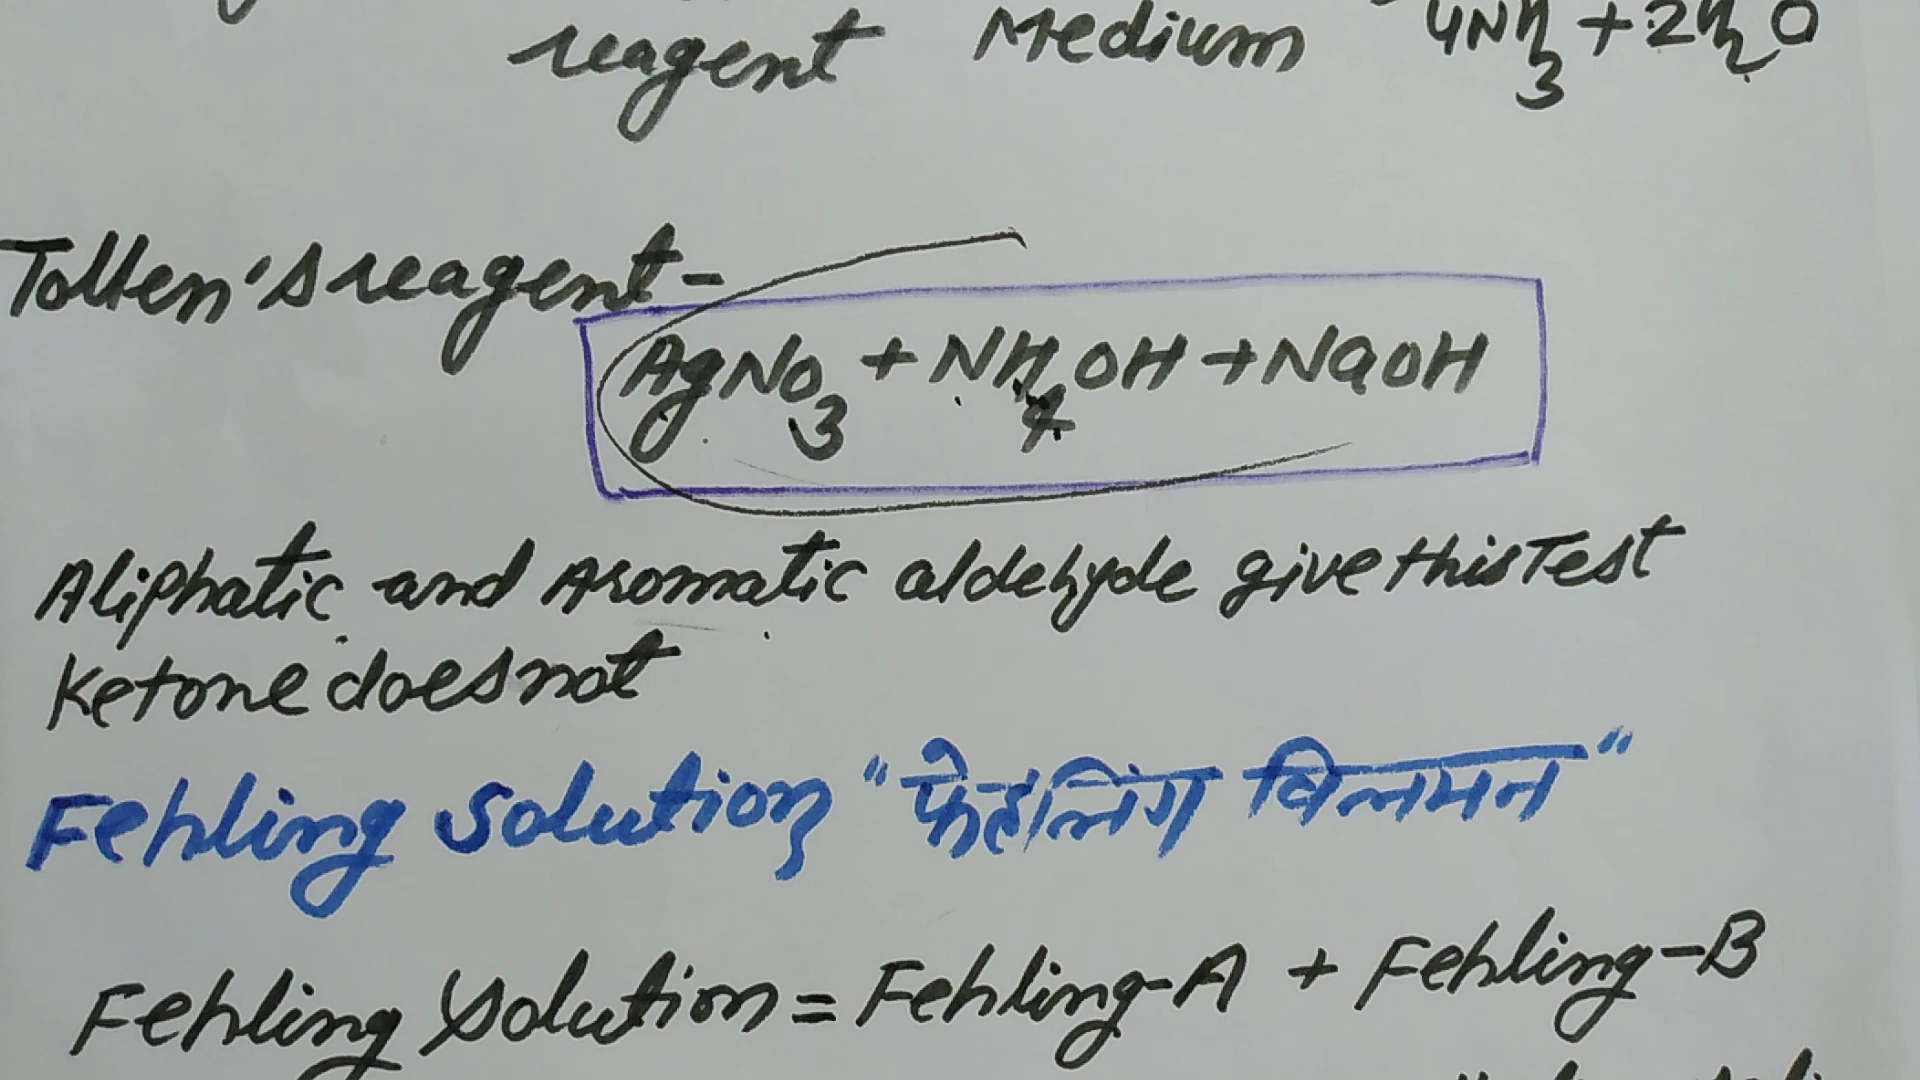 reagent Medium 4NH3 + 2H2O
Tollen's reagent-
AgNO3 + NH4OH + NaOH
Aliphatic and Aromatic aldehyde give this Test
Ketone does not
Fehling Solution "फेहलिंग विलयन"
Fehling Solution = Fehling-A + Fehling-B